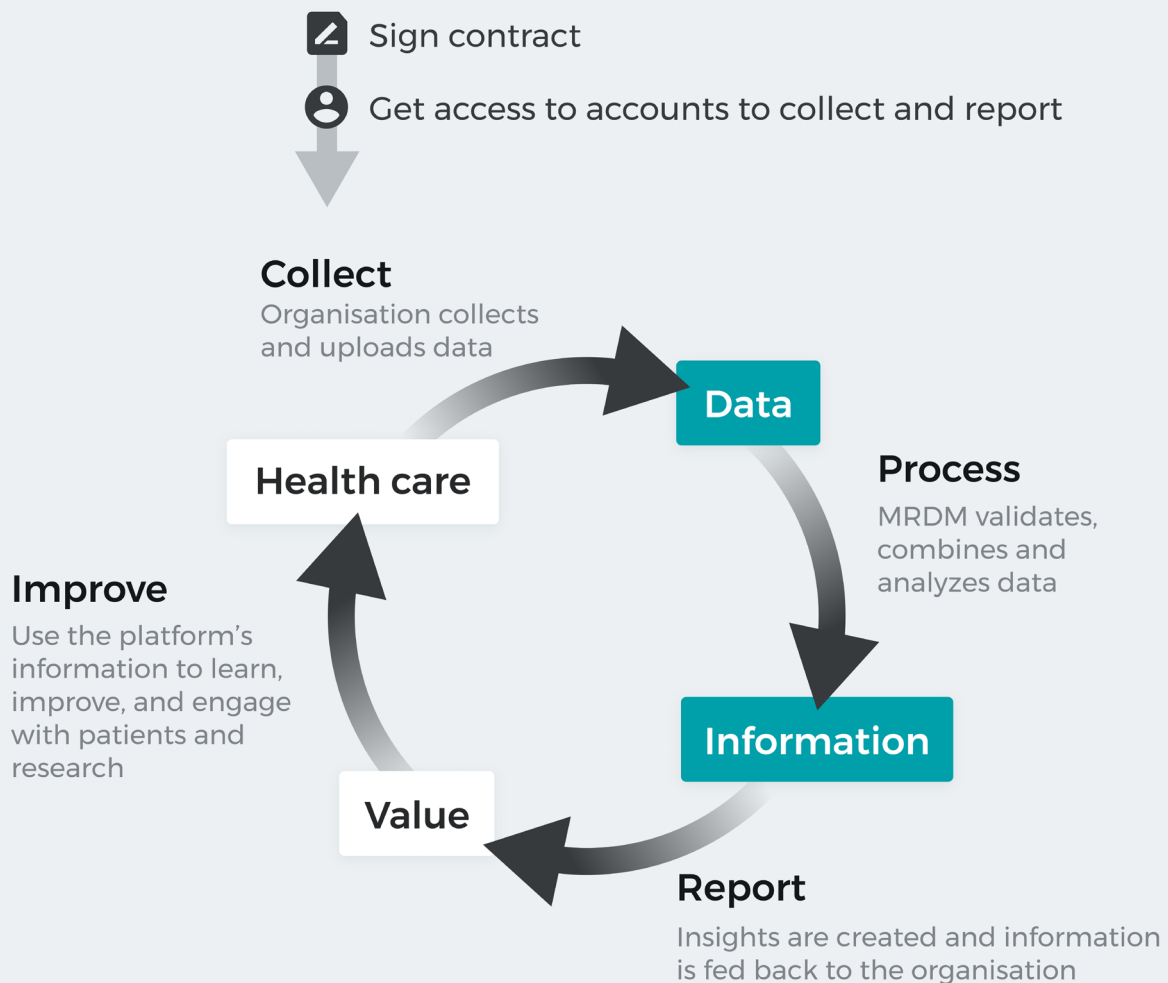 Sign contract
Get access to accounts to collect and report
Collect
Organisation collects
and uploads data
Data
Health care
Process
MRDM validates,
combines and
analyzes data
Improve
Use the platform’s
information to learn,
improve, and engage
with patients and
research
Information
Value
Report
Insights are created and information
is fed back to the organisation